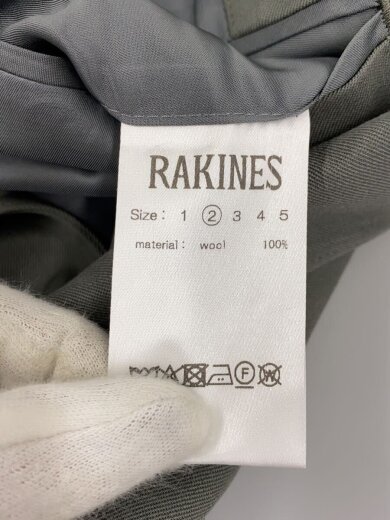 RAKINES
Size: 1 2 3 4 5
material: wool 100%
F W